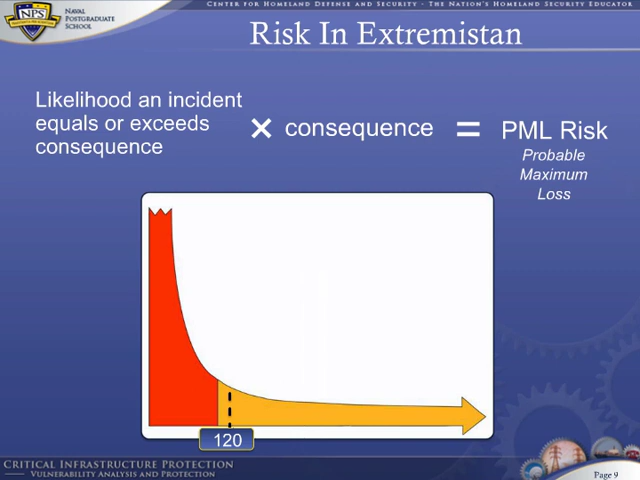 NPS
NAVAL
POSTGRADUATE
SCHOOL
CENTER FOR HOMELAND DEFENSE AND SECURITY - THE NATION'S HOMELAND SECURITY EDUCATOR
Risk In Extremistan
Likelihood an incident
equals or exceeds
consequence
× consequence = PML Risk
Probable
Maximum
Loss
120
CRITICAL INFRASTRUCTURE PROTECTION
VULNERABILITY ANALYSIS AND PROTECTION
Page 9